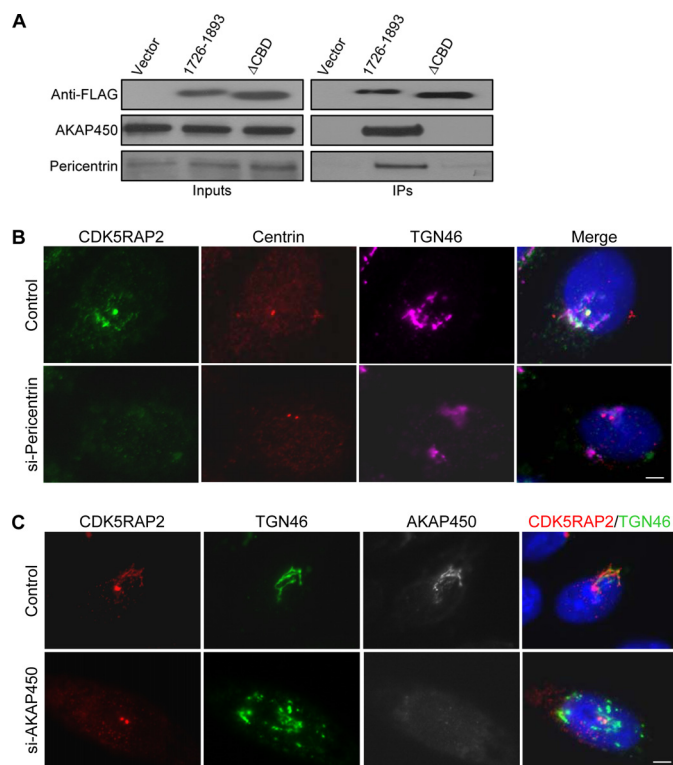 A
Vector
1726-1893
ΔCBD
Vector
1726-1893
ΔCBD
Anti-FLAG
AKAP450
Pericentrin
Inputs
IPs
B
CDK5RAP2
Centrin
TGN46
Merge
Control
si-Pericentrin
C
CDK5RAP2
TGN46
AKAP450
CDK5RAP2/TGN46
Control
si-AKAP450